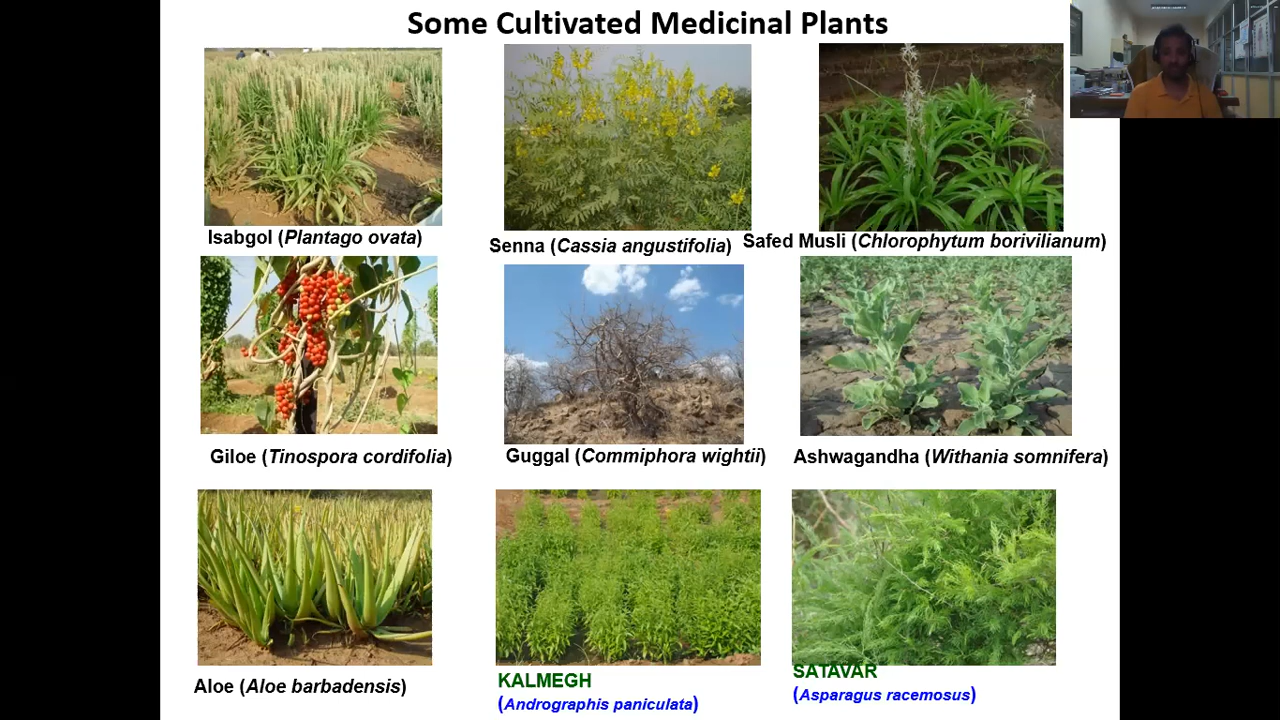 Some Cultivated Medicinal Plants
Isabgol (Plantago ovata)
Senna (Cassia angustifolia)
Safed Musli (Chlorophytum borivilianum)
Giloe (Tinospora cordifolia)
Guggal (Commiphora wightii)
Ashwagandha (Withania somnifera)
Aloe (Aloe barbadensis)
KALMEGH
(Andrographis paniculata)
SATAVAR
(Asparagus racemosus)